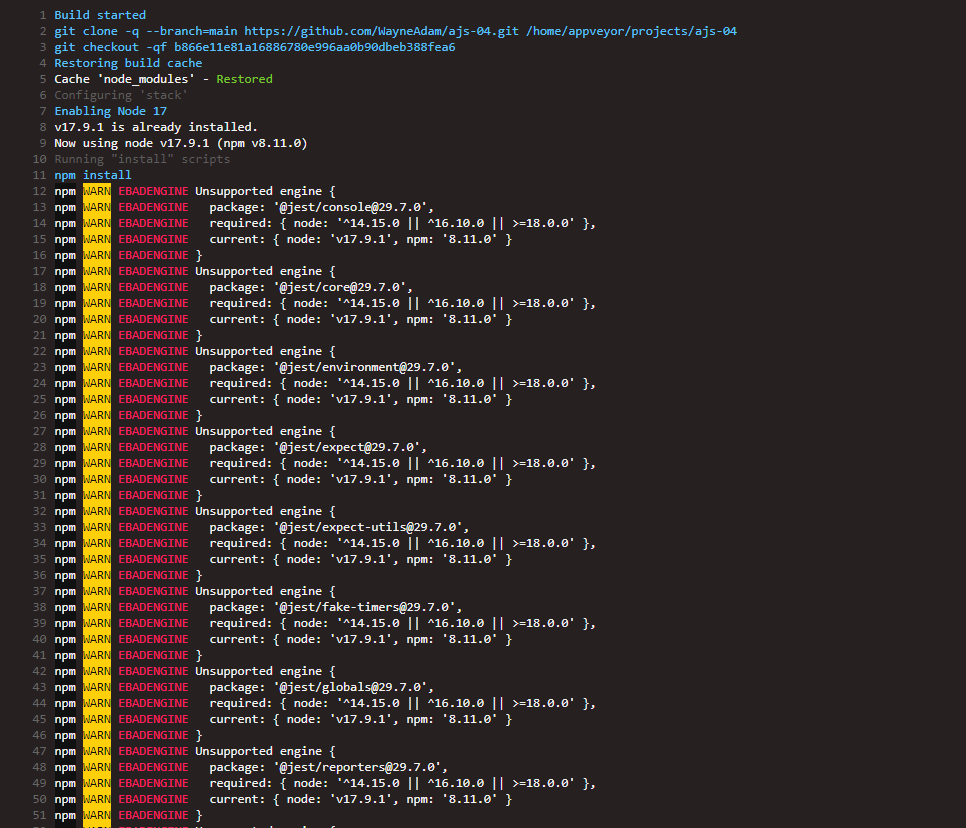 1 Build started
2 git clone -q --branch=main https://github.com/WayneAdam/ajs-04.git /home/appveyor/projects/ajs-04
3 git checkout -qf b866e11e81a16886780e996aa0b90dbeb388fea6
4 Restoring build cache
5 Cache 'node_modules' - Restored
6 Configuring 'stack'
7 Enabling Node 17
8 v17.9.1 is already installed.
9 Now using node v17.9.1 (npm v8.11.0)
10 Running "install" scripts
11 npm install
12 npm WARN EBADENGINE Unsupported engine {
13 npm WARN EBADENGINE   package: '@jest/console@29.7.0',
14 npm WARN EBADENGINE   required: { node: '^14.15.0 || ^16.10.0 || >=18.0.0' },
15 npm WARN EBADENGINE   current: { node: 'v17.9.1', npm: '8.11.0' }
16 npm WARN EBADENGINE }
17 npm WARN EBADENGINE Unsupported engine {
18 npm WARN EBADENGINE   package: '@jest/core@29.7.0',
19 npm WARN EBADENGINE   required: { node: '^14.15.0 || ^16.10.0 || >=18.0.0' },
20 npm WARN EBADENGINE   current: { node: 'v17.9.1', npm: '8.11.0' }
21 npm WARN EBADENGINE }
22 npm WARN EBADENGINE Unsupported engine {
23 npm WARN EBADENGINE   package: '@jest/environment@29.7.0',
24 npm WARN EBADENGINE   required: { node: '^14.15.0 || ^16.10.0 || >=18.0.0' },
25 npm WARN EBADENGINE   current: { node: 'v17.9.1', npm: '8.11.0' }
26 npm WARN EBADENGINE }
27 npm WARN EBADENGINE Unsupported engine {
28 npm WARN EBADENGINE   package: '@jest/expect@29.7.0',
29 npm WARN EBADENGINE   required: { node: '^14.15.0 || ^16.10.0 || >=18.0.0' },
30 npm WARN EBADENGINE   current: { node: 'v17.9.1', npm: '8.11.0' }
31 npm WARN EBADENGINE }
32 npm WARN EBADENGINE Unsupported engine {
33 npm WARN EBADENGINE   package: '@jest/expect-utils@29.7.0',
34 npm WARN EBADENGINE   required: { node: '^14.15.0 || ^16.10.0 || >=18.0.0' },
35 npm WARN EBADENGINE   current: { node: 'v17.9.1', npm: '8.11.0' }
36 npm WARN EBADENGINE }
37 npm WARN EBADENGINE Unsupported engine {
38 npm WARN EBADENGINE   package: '@jest/fake-timers@29.7.0',
39 npm WARN EBADENGINE   required: { node: '^14.15.0 || ^16.10.0 || >=18.0.0' },
40 npm WARN EBADENGINE   current: { node: 'v17.9.1', npm: '8.11.0' }
41 npm WARN EBADENGINE }
42 npm WARN EBADENGINE Unsupported engine {
43 npm WARN EBADENGINE   package: '@jest/globals@29.7.0',
44 npm WARN EBADENGINE   required: { node: '^14.15.0 || ^16.10.0 || >=18.0.0' },
45 npm WARN EBADENGINE   current: { node: 'v17.9.1', npm: '8.11.0' }
46 npm WARN EBADENGINE }
47 npm WARN EBADENGINE Unsupported engine {
48 npm WARN EBADENGINE   package: '@jest/reporters@29.7.0',
49 npm WARN EBADENGINE   required: { node: '^14.15.0 || ^16.10.0 || >=18.0.0' },
50 npm WARN EBADENGINE   current: { node: 'v17.9.1', npm: '8.11.0' }
51 npm WARN EBADENGINE }